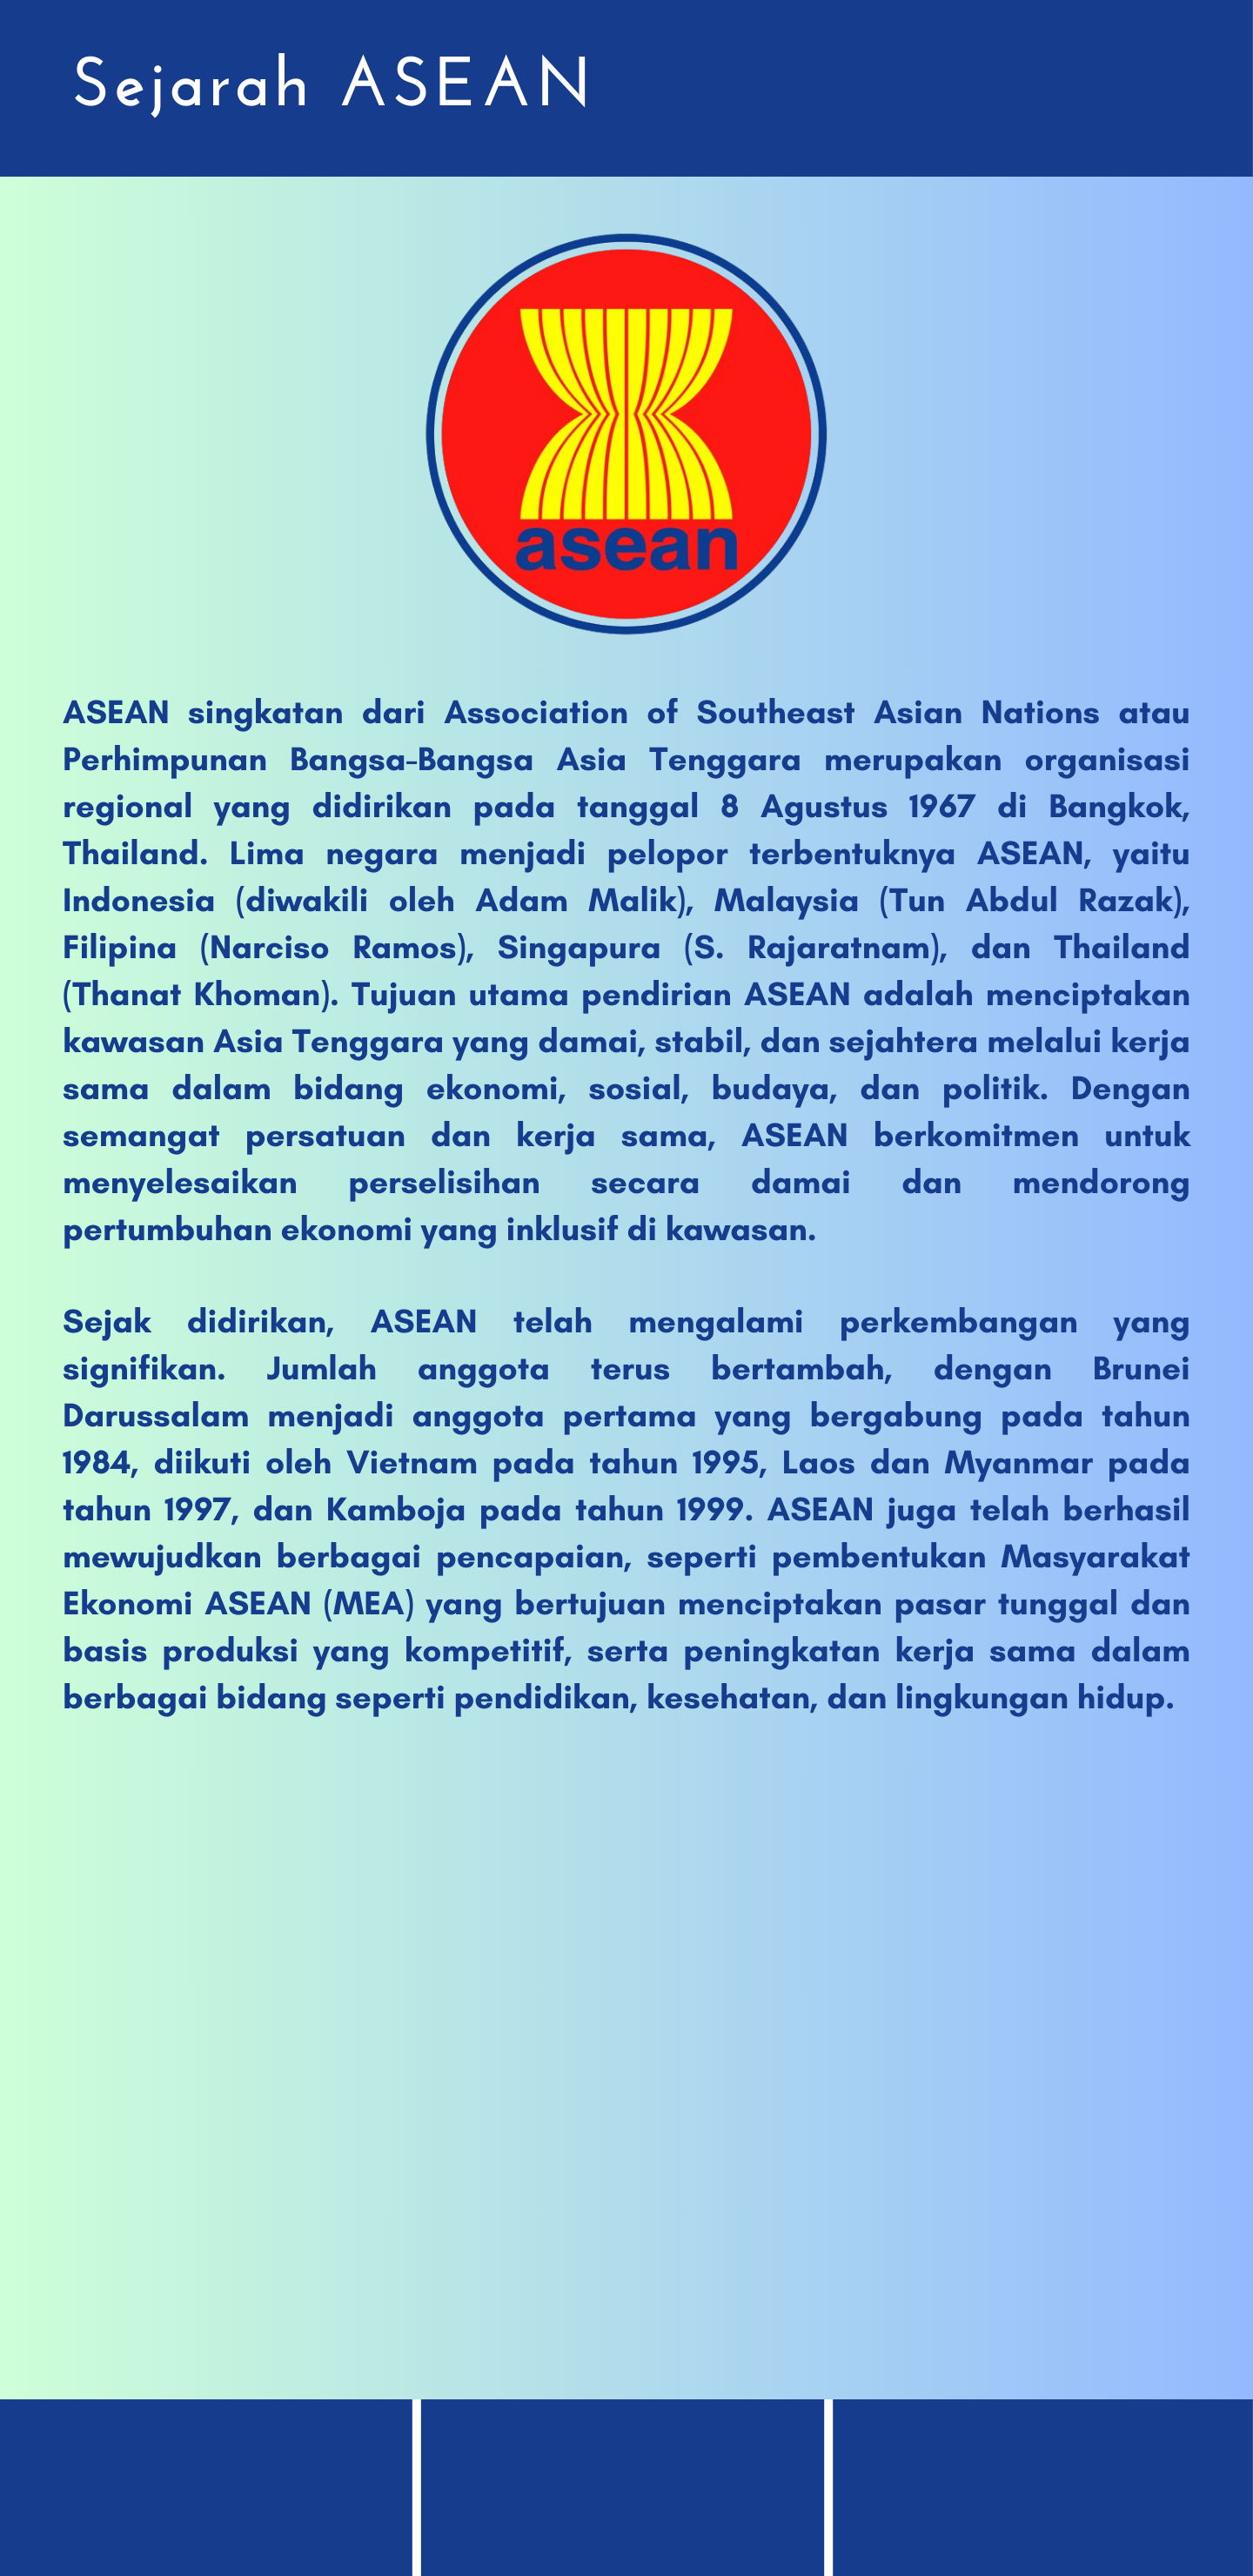 Sejarah ASEAN
asean
ASEAN singkatan dari Association of Southeast Asian Nations atau
Perhimpunan Bangsa-Bangsa Asia Tenggara merupakan organisasi
regional yang didirikan pada tanggal 8 Agustus 1967 di Bangkok,
Thailand. Lima negara menjadi pelopor terbentuknya ASEAN, yaitu
Indonesia (diwakili oleh Adam Malik), Malaysia (Tun Abdul Razak),
Filipina (Narciso Ramos), Singapura (S. Rajaratnam), dan Thailand
(Thanat Khoman). Tujuan utama pendirian ASEAN adalah menciptakan
kawasan Asia Tenggara yang damai, stabil, dan sejahtera melalui kerja
sama dalam bidang ekonomi, sosial, budaya, dan politik. Dengan
semangat persatuan dan kerja sama, ASEAN berkomitmen untuk
menyelesaikan perselisihan secara damai dan mendorong
pertumbuhan ekonomi yang inklusif di kawasan.
Sejak didirikan, ASEAN telah mengalami perkembangan yang
signifikan. Jumlah anggota terus bertambah, dengan Brunei
Darussalam menjadi anggota pertama yang bergabung pada tahun
1984, diikuti oleh Vietnam pada tahun 1995, Laos dan Myanmar pada
tahun 1997, dan Kamboja pada tahun 1999. ASEAN juga telah berhasil
mewujudkan berbagai pencapaian, seperti pembentukan Masyarakat
Ekonomi ASEAN (MEA) yang bertujuan menciptakan pasar tunggal dan
basis produksi yang kompetitif, serta peningkatan kerja sama dalam
berbagai bidang seperti pendidikan, kesehatan, dan lingkungan hidup.